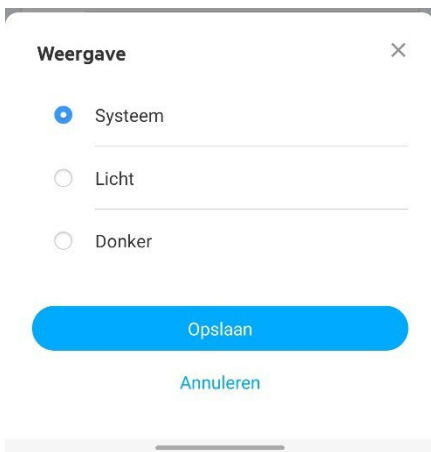 Weergave
Systeem
Licht
Donker
Opslaan
Annuleren